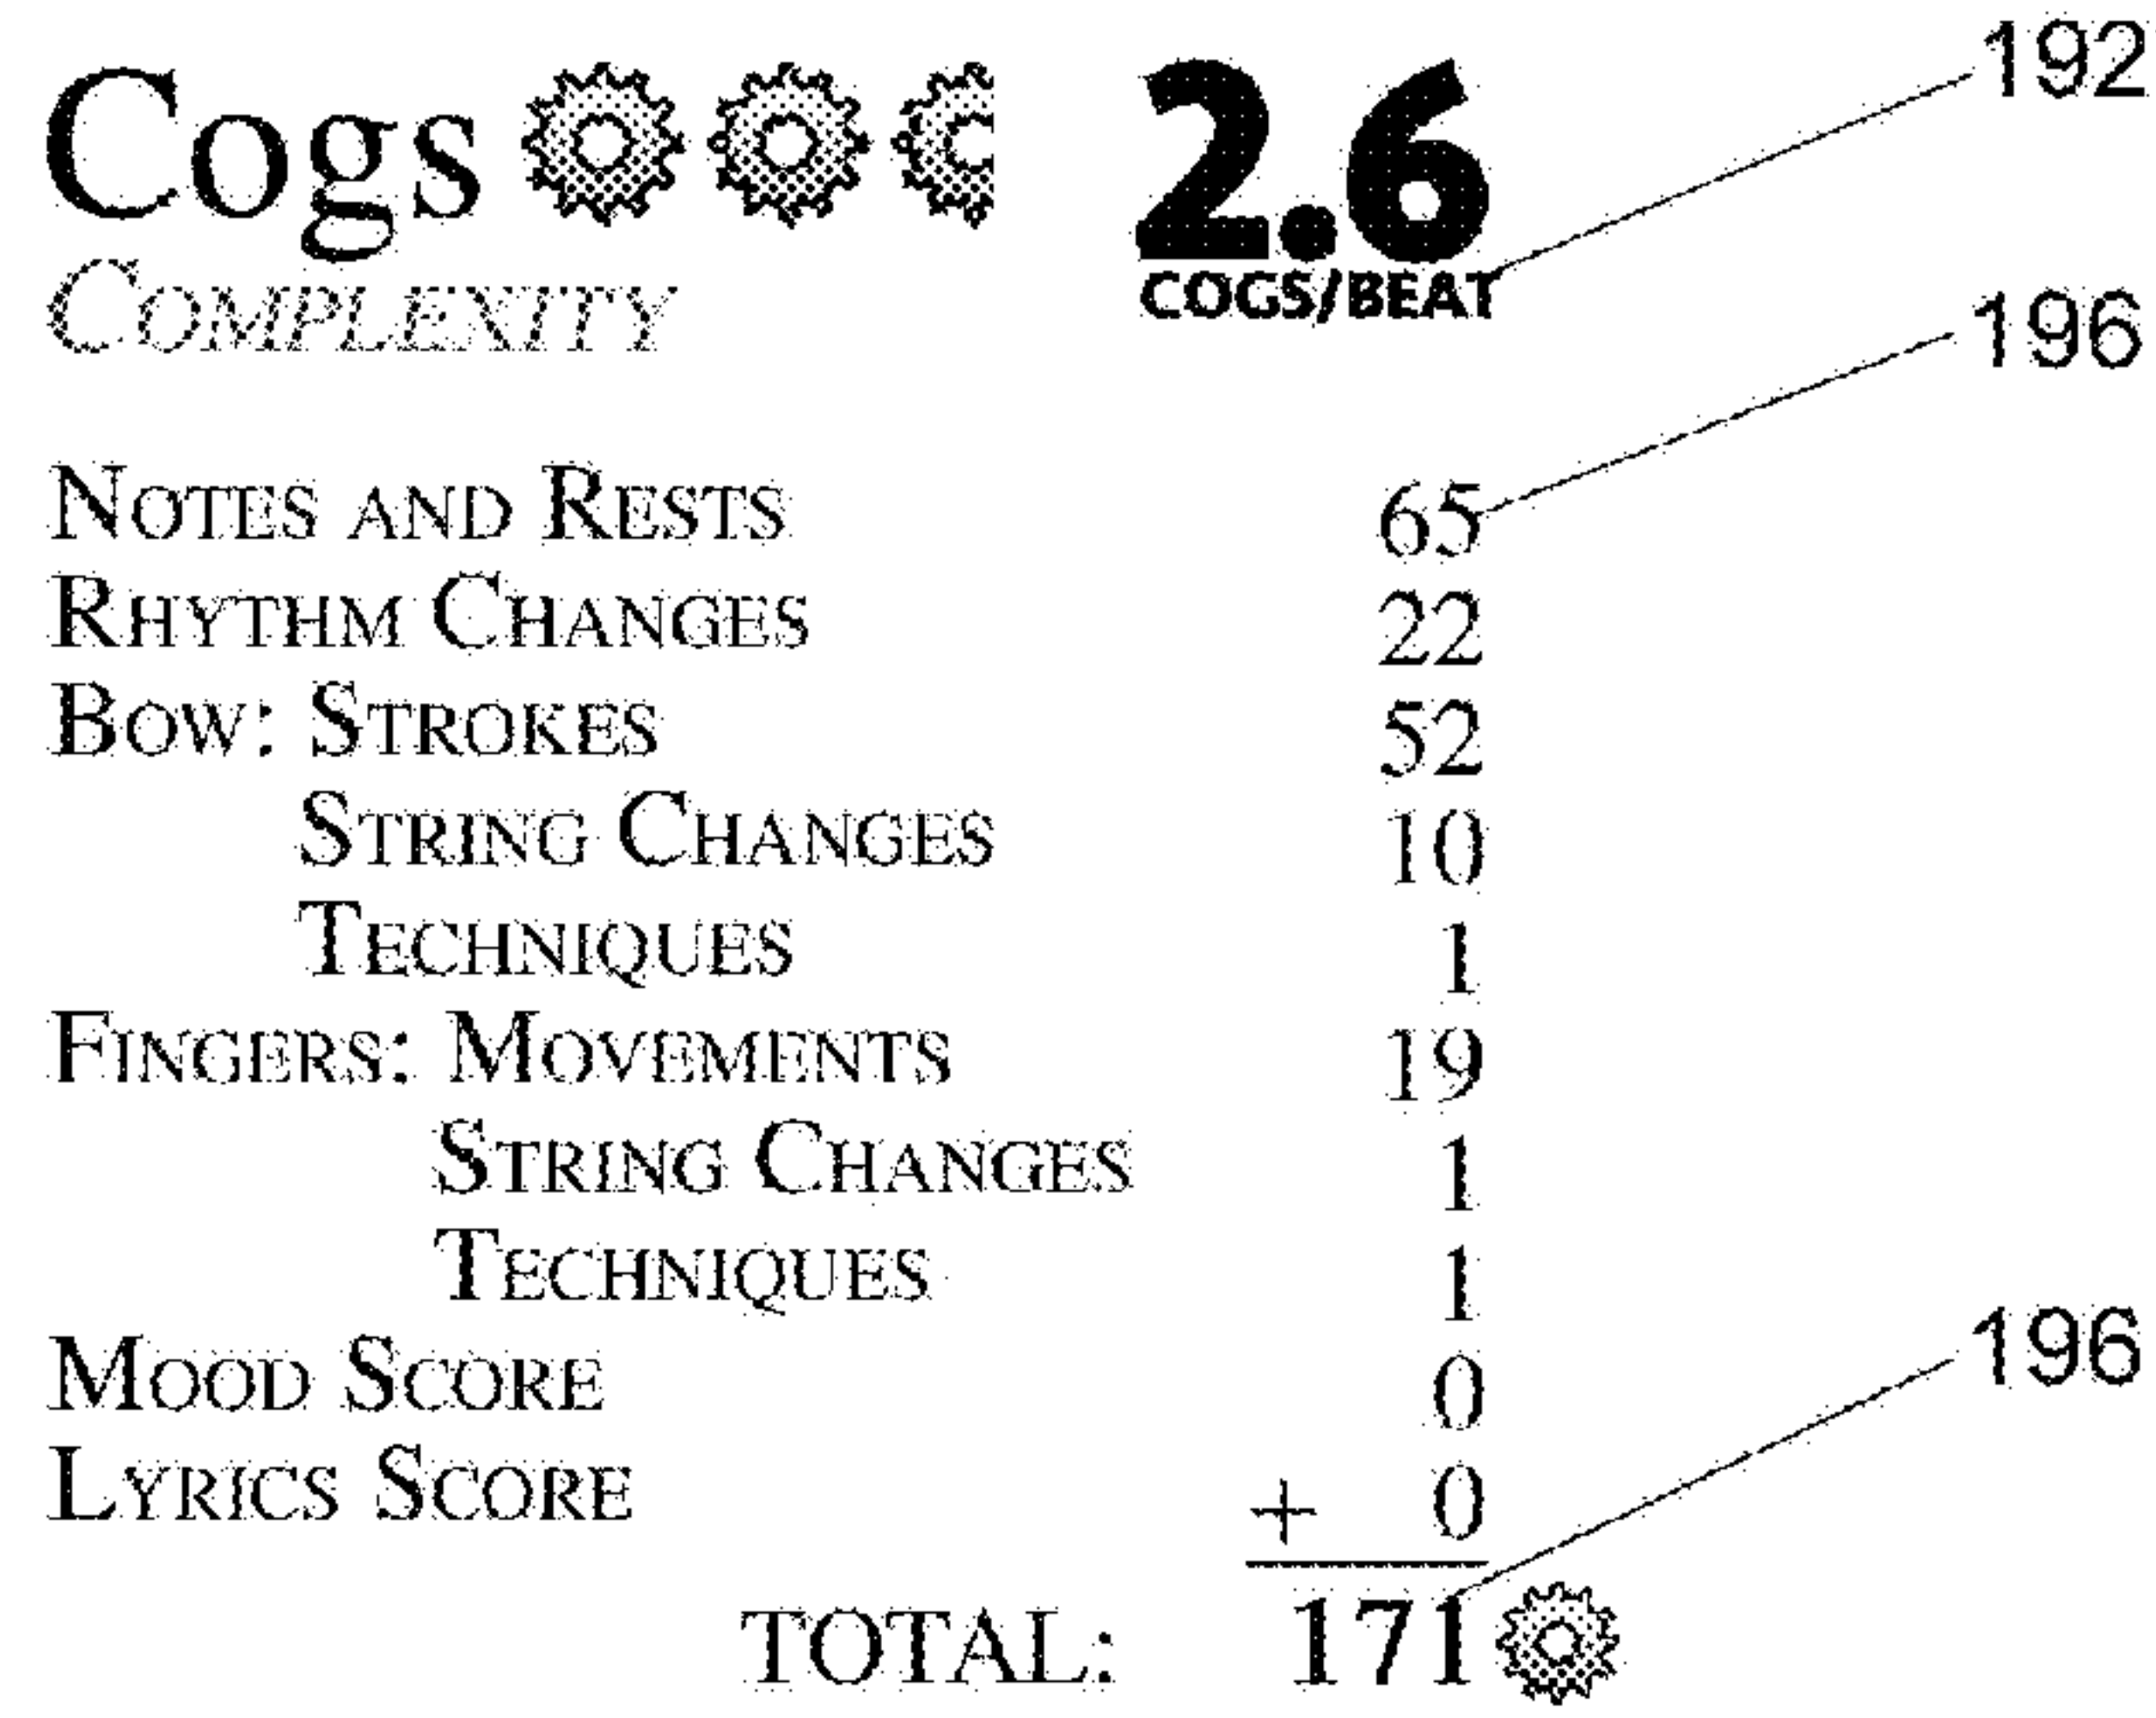 Cogs 2.6 192
COMPLEXITY COGS/BEAT
196
NOTES AND RESTS 65
RHYTHM CHANGES 22
BOW: STROKES 52
STRING CHANGES 10
TECHNIQUES 1
FINGERS: MOVEMENTS 19
STRING CHANGES 1
TECHNIQUES 1
MOOD SCORE 0
196
LYRICS SCORE + 0
TOTAL: 171